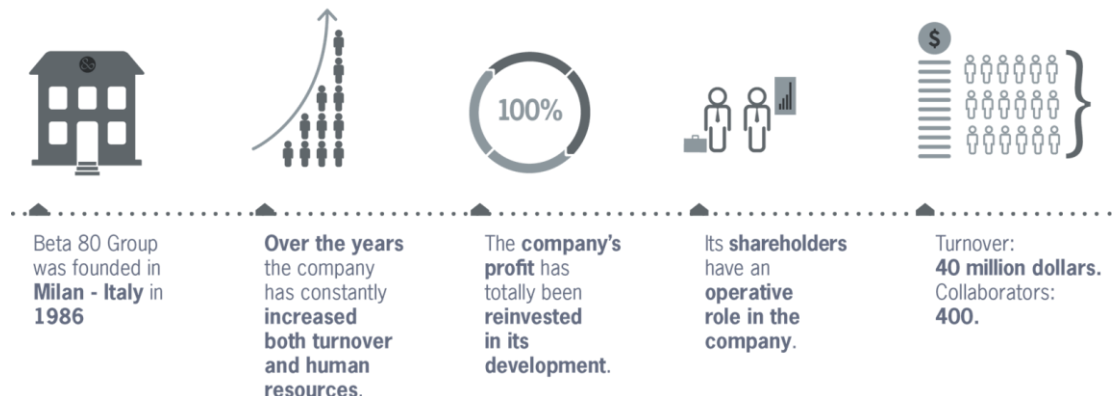 &
$
100%
Beta 80 Group
was founded in
Milan - Italy in
1986
Over the years
the company
has constantly
increased
both turnover
and human
resources.
The company's
profit has
totally been
reinvested
in its
development.
Its shareholders
have an
operative
role in the
company.
Turnover:
40 million dollars.
Collaborators:
400.